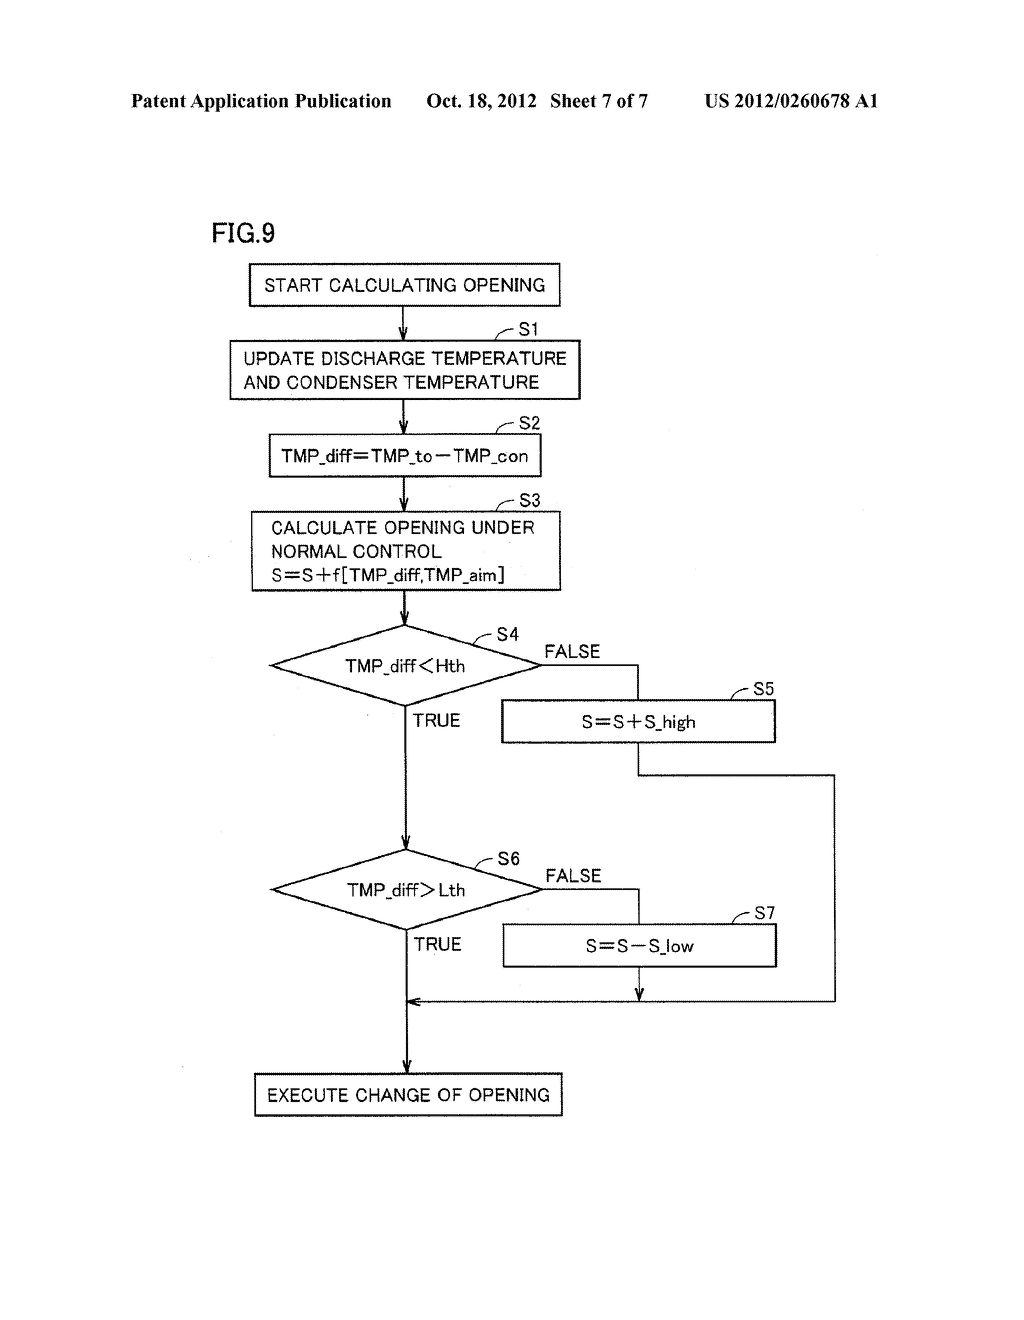 Patent Application Publication Oct. 18, 2012 Sheet 7 of 7 US 2012/0260678 A1
FIG.9
START CALCULATING OPENING
S1
UPDATE DISCHARGE TEMPERATURE
AND CONDENSER TEMPERATURE
S2
TMP_diff=TMP_to-TMP_con
S3
CALCULATE OPENING UNDER
NORMAL CONTROL
S=S+f[TMP_diff,TMP_aim]
S4
TMP_diff<Hth
FALSE
TRUE
S5
S=S+S_high
S6
TMP_diff>Lth
FALSE
TRUE
S7
S=S-S_low
EXECUTE CHANGE OF OPENING